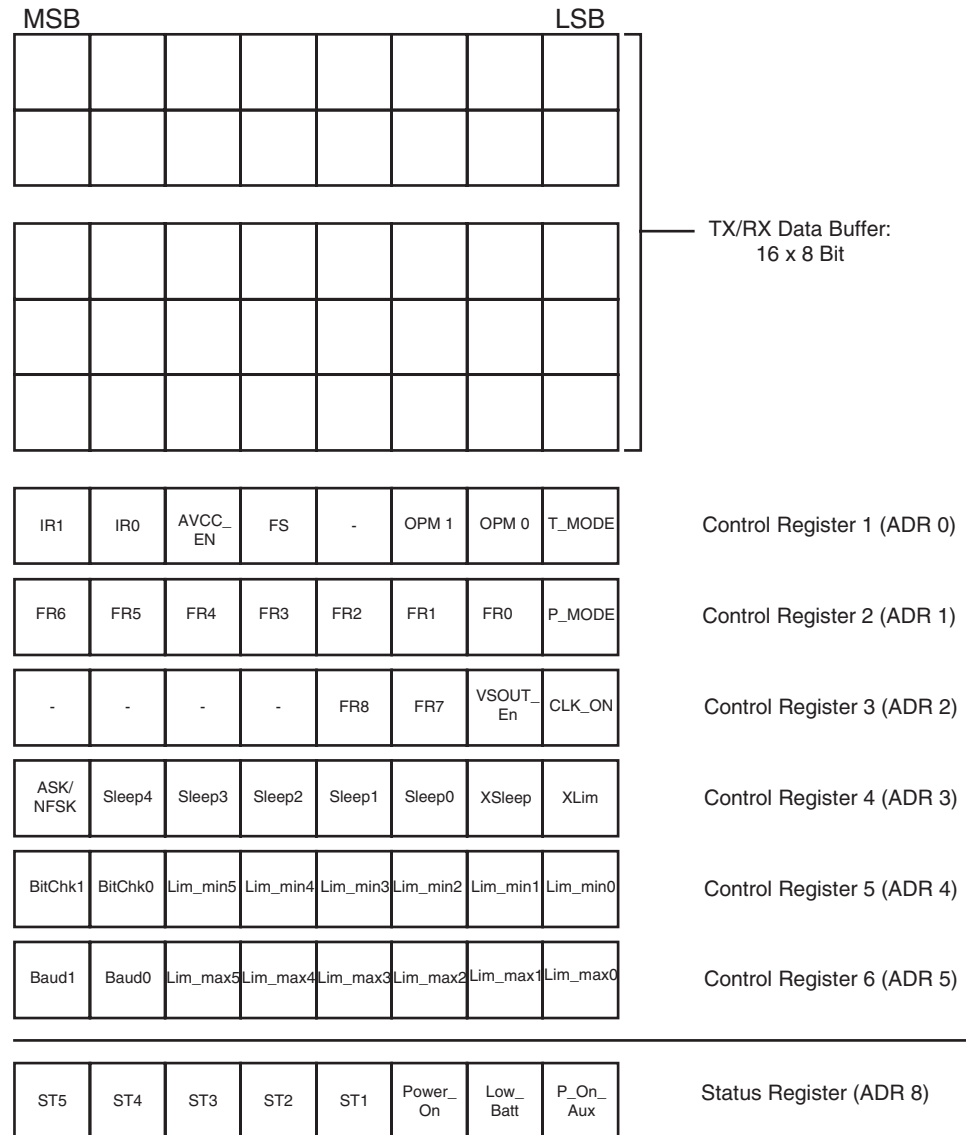 MSB LSB
TX/RX Data Buffer:
16 x 8 Bit
IR1 IR0 AVCC_ EN FS - OPM 1 OPM 0 T_MODE Control Register 1 (ADR 0)
FR6 FR5 FR4 FR3 FR2 FR1 FR0 P_MODE Control Register 2 (ADR 1)
- - - - FR8 FR7 VSOUT_ En CLK_ON Control Register 3 (ADR 2)
ASK/ NFSK Sleep4 Sleep3 Sleep2 Sleep1 Sleep0 XSleep XLim Control Register 4 (ADR 3)
BitChk1 BitChk0 Lim_min5 Lim_min4 Lim_min3 Lim_min2 Lim_min1 Lim_min0 Control Register 5 (ADR 4)
Baud1 Baud0 Lim_max5 Lim_max4 Lim_max3 Lim_max2 Lim_max1 Lim_max0 Control Register 6 (ADR 5)
ST5 ST4 ST3 ST2 ST1 Power_ On Low_ Batt P_On_ Aux Status Register (ADR 8)